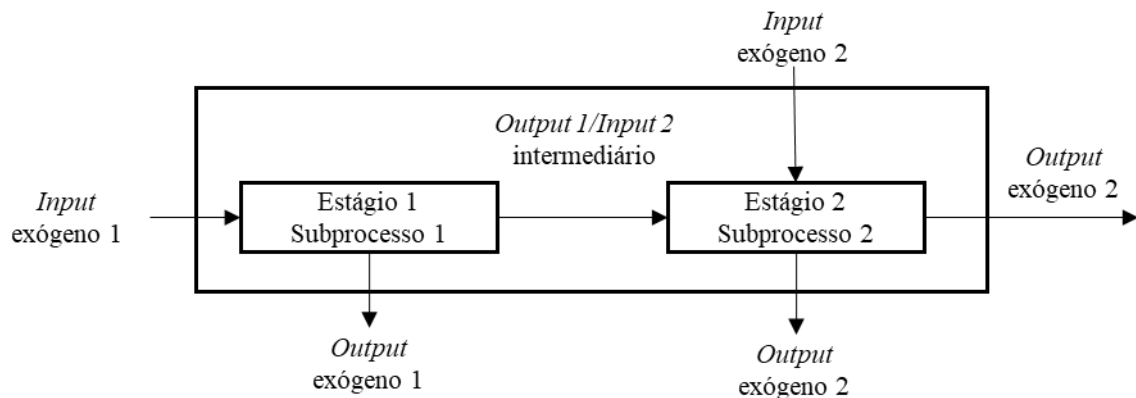 Input
exógeno 2
Output 1/Input 2
intermediário
Output
exógeno 2
Input
exógeno 1
Estágio 1
Subprocesso 1
Estágio 2
Subprocesso 2
Output
exógeno 1
Output
exógeno 2